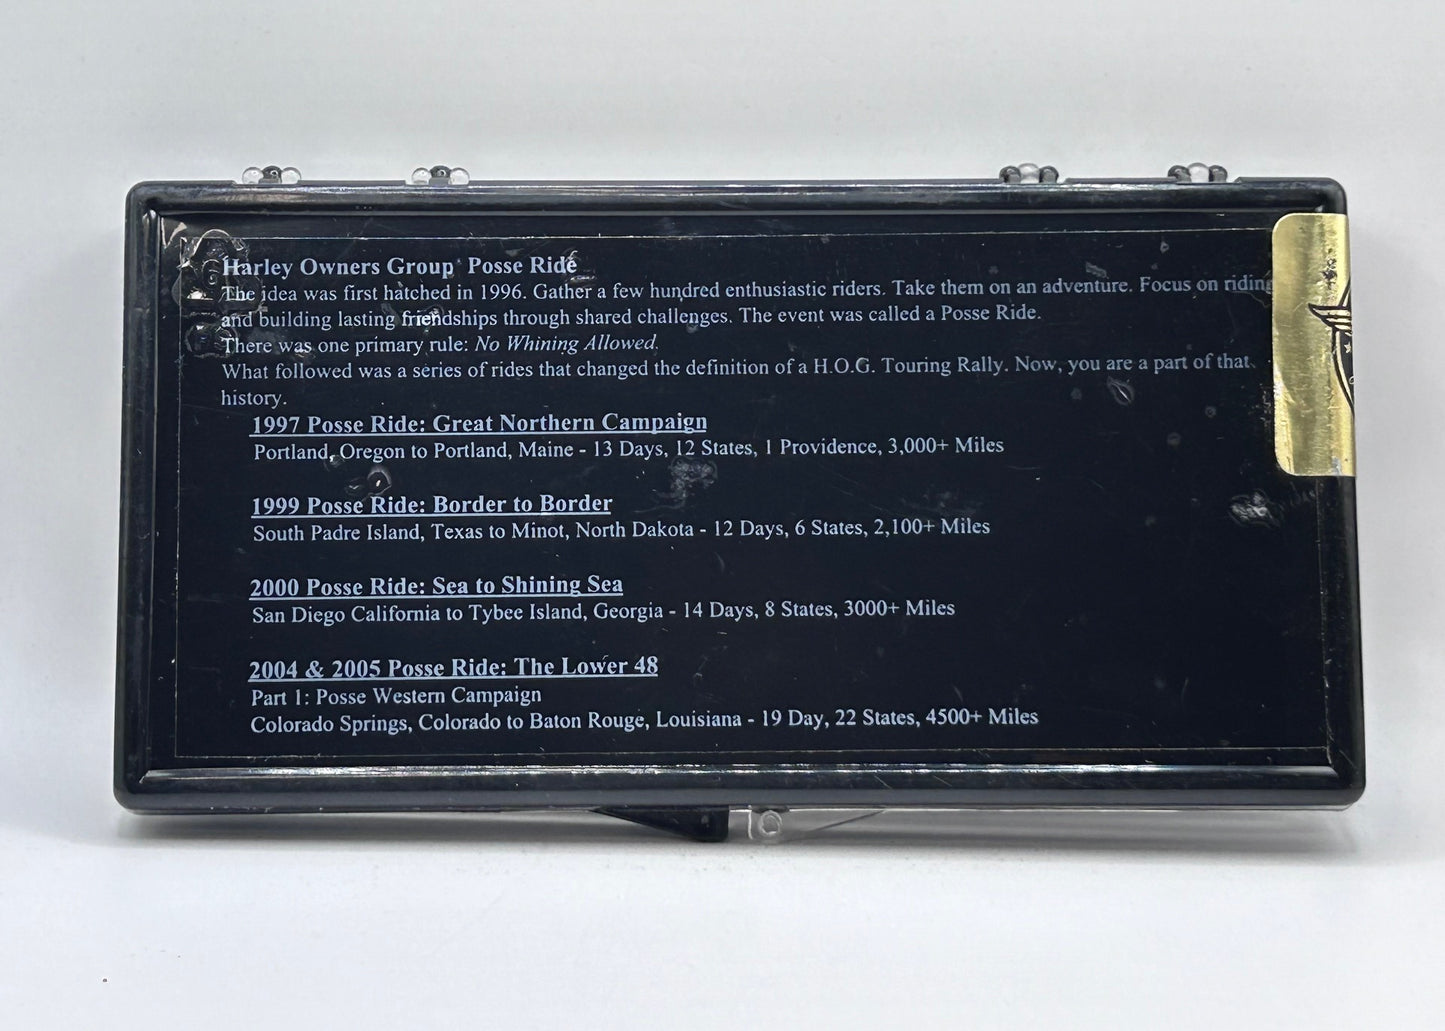 Harley Owners Group Posse Ride
The idea was first hatched in 1996. Gather a few hundred enthusiastic riders. Take them on an adventure. Focus on riding
and building lasting friendships through shared challenges. The event was called a Posse Ride.
There was one primary rule: No Whining Allowed.
What followed was a series of rides that changed the definition of a H.O.G. Touring Rally. Now, you are a part of that
history.
1997 Posse Ride: Great Northern Campaign
Portland, Oregon to Portland, Maine - 13 Days, 12 States, 1 Providence, 3,000+ Miles
1999 Posse Ride: Border to Border
South Padre Island, Texas to Minot, North Dakota - 12 Days, 6 States, 2,100+ Miles
2000 Posse Ride: Sea to Shining Sea
San Diego California to Tybee Island, Georgia - 14 Days, 8 States, 3000+ Miles
2004 & 2005 Posse Ride: The Lower 48
Part 1: Posse Western Campaign
Colorado Springs, Colorado to Baton Rouge, Louisiana - 19 Day, 22 States, 4500+ Miles